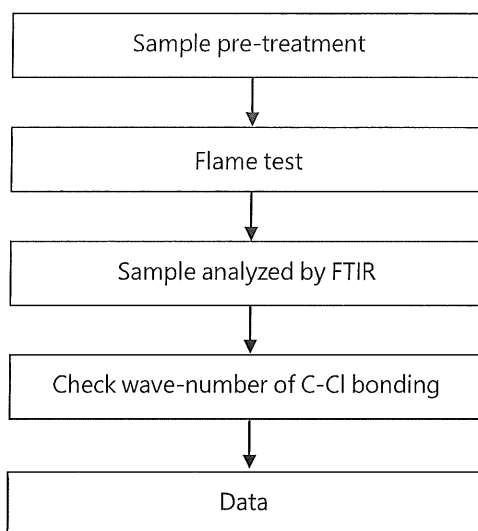 Sample pre-treatment
Flame test
Sample analyzed by FTIR
Check wave-number of C-Cl bonding
Data